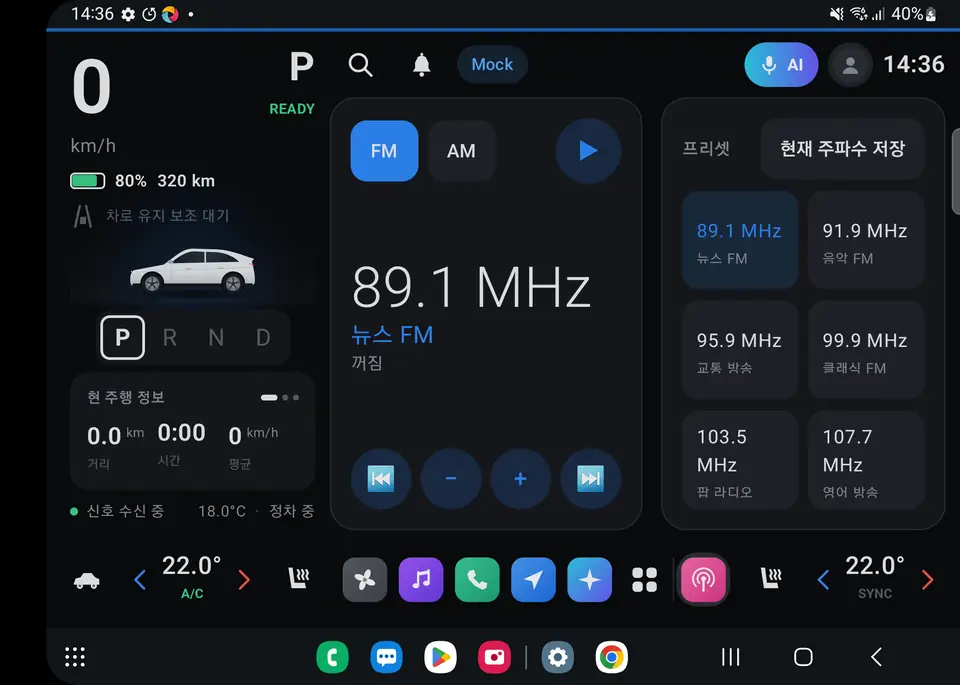 14:36
40%
0
P
READY
km/h
80% 320 km
차로 유지 보조 대기
P R N D
현 주행 정보
0.0 km 0:00 0 km/h
거리 시간 평균
신호 수신 중 18.0°C · 정차 중
Mock
AI
14:36
FM AM
89.1 MHz
뉴스 FM
꺼짐
− +
프리셋 현재 주파수 저장
89.1 MHz
뉴스 FM
91.9 MHz
음악 FM
95.9 MHz
교통 방송
99.9 MHz
클래식 FM
103.5
MHz
팝 라디오
107.7
MHz
영어 방송
22.0°
A/C
22.0°
SYNC